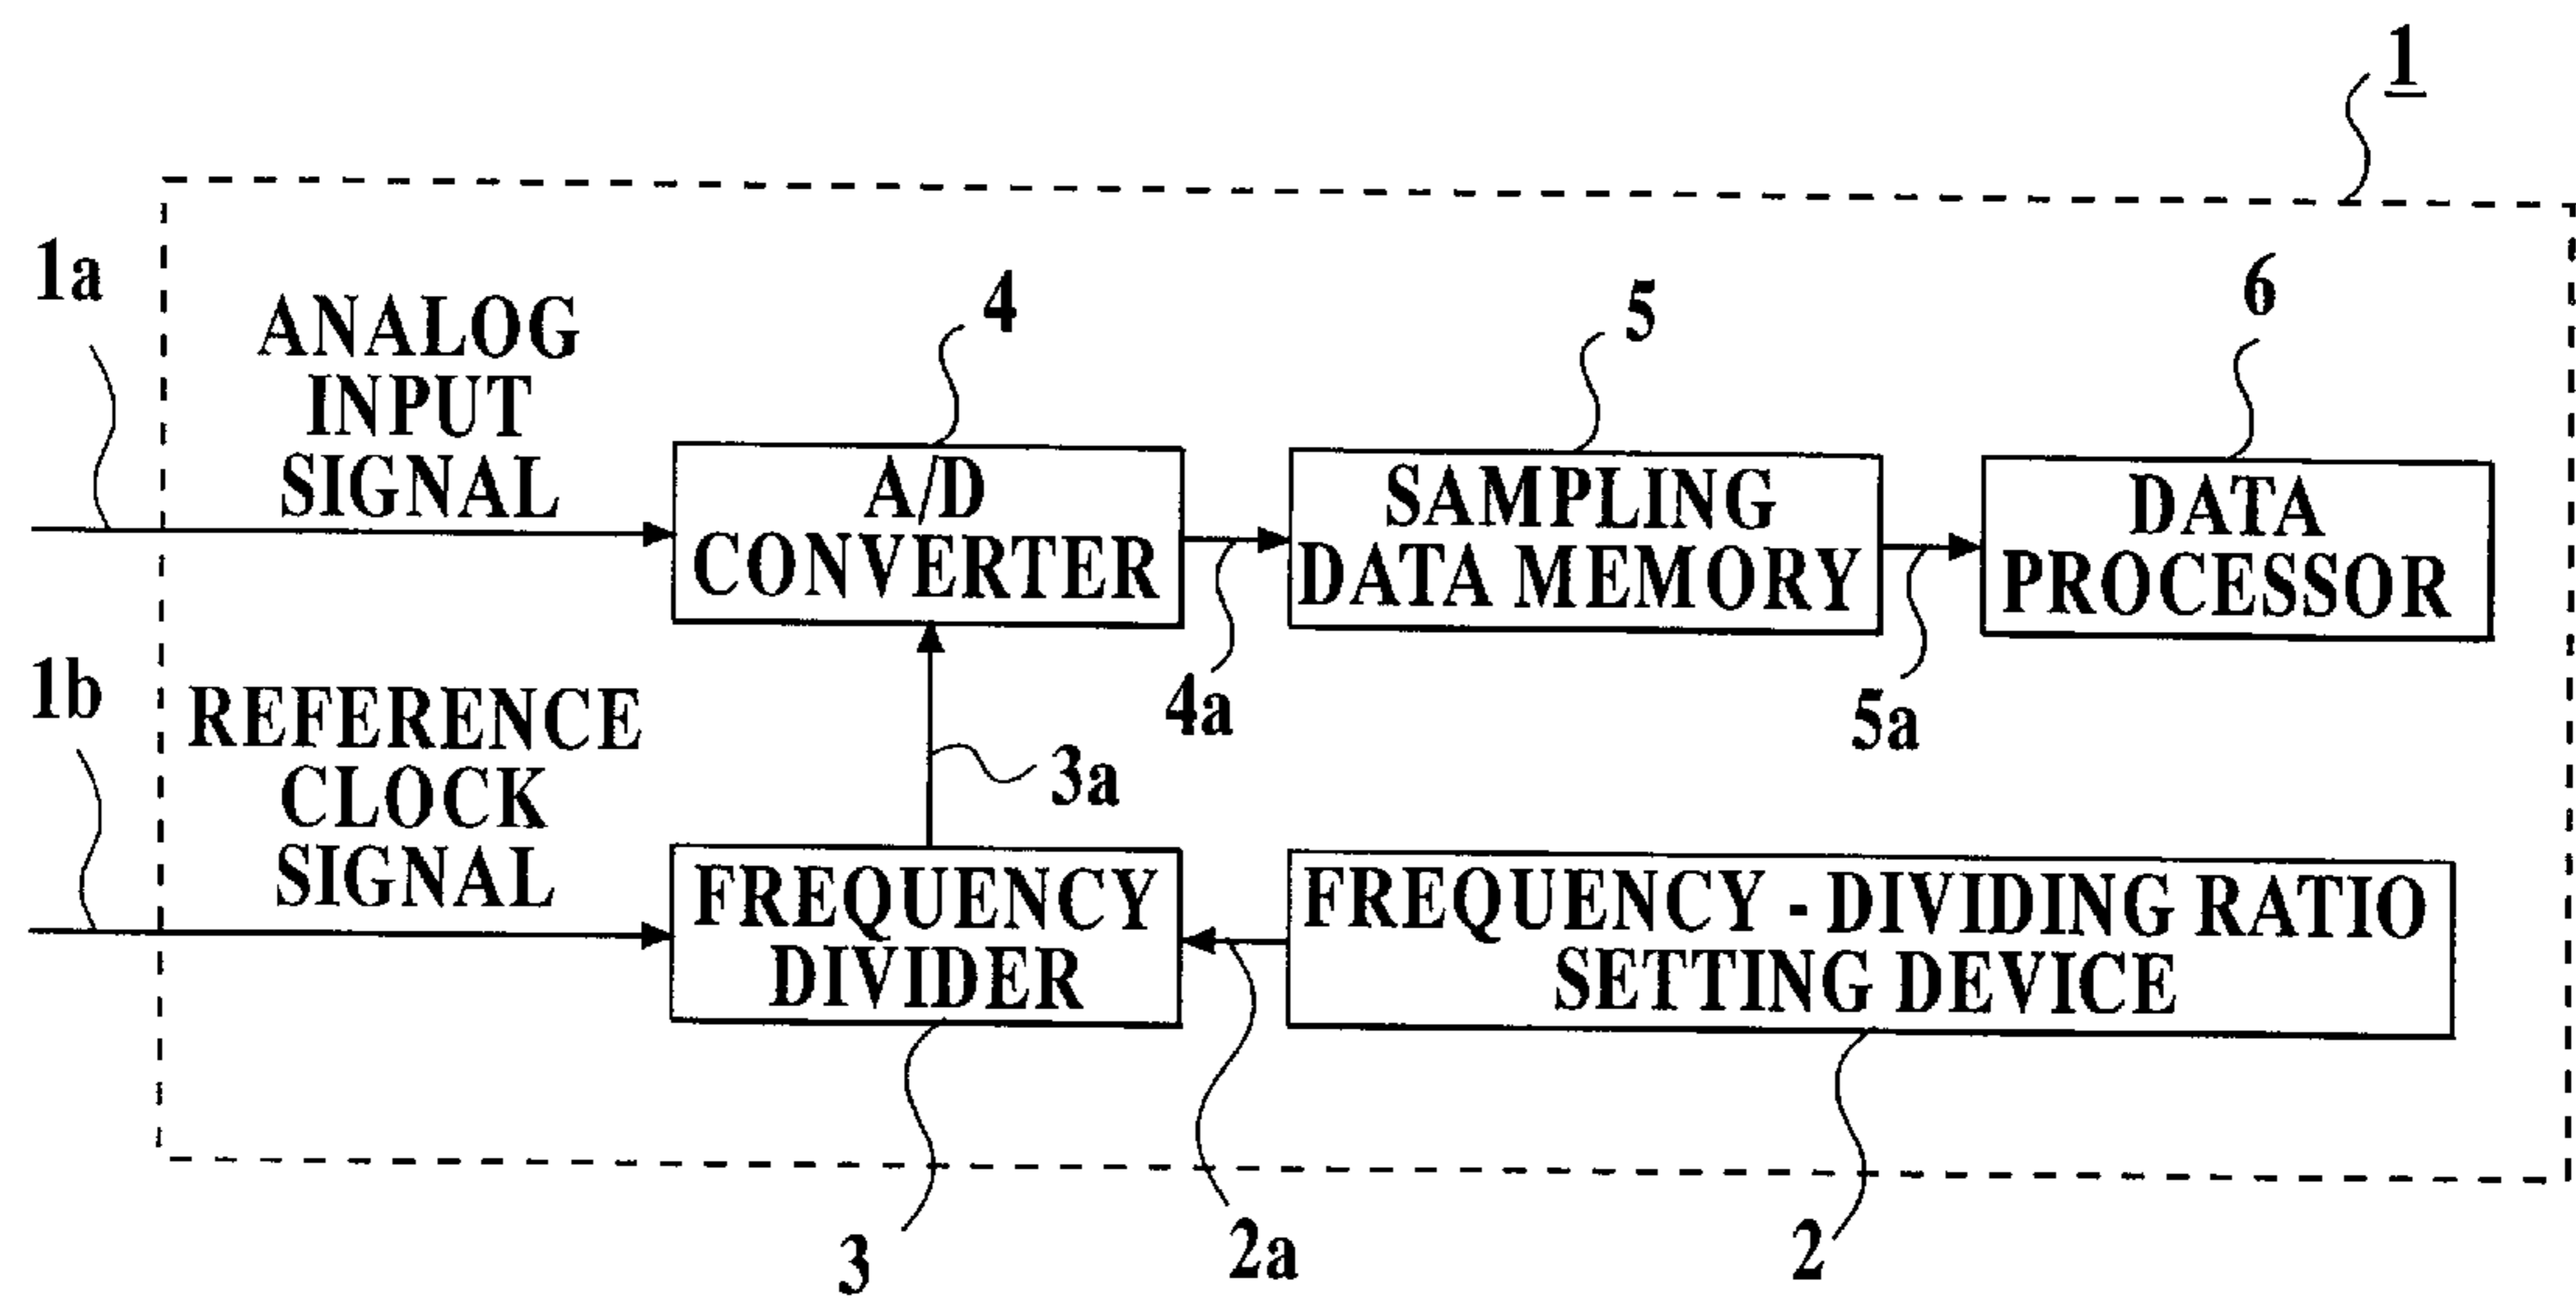 1
1a
ANALOG
INPUT
SIGNAL
4
5
6
A/D
CONVERTER
SAMPLING
DATA MEMORY
DATA
PROCESSOR
4a
5a
1b
REFERENCE
CLOCK
SIGNAL
3a
FREQUENCY
DIVIDER
FREQUENCY - DIVIDING RATIO
SETTING DEVICE
3
2a
2